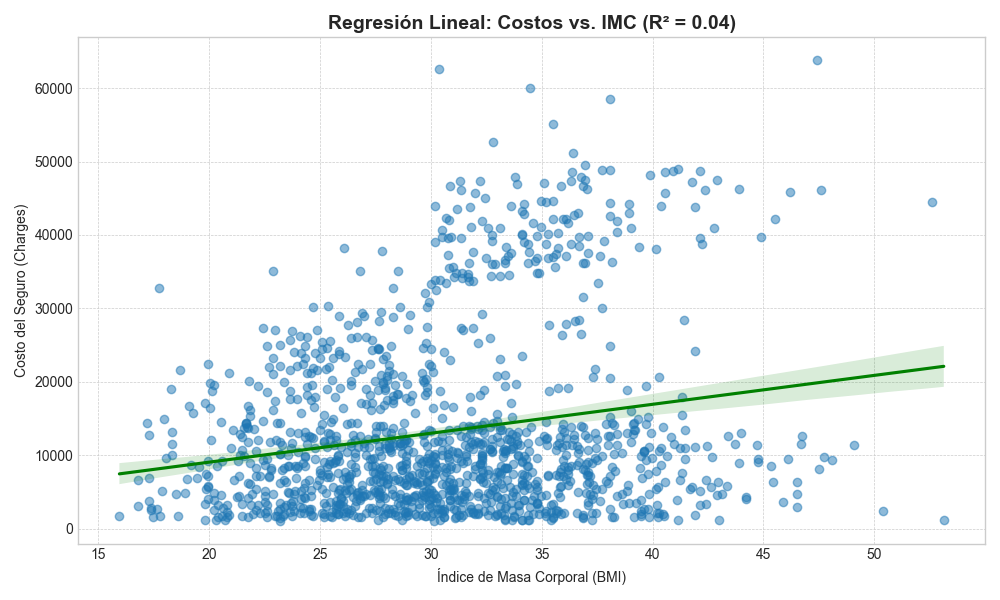 Regresión Lineal: Costos vs. IMC (R² = 0.04)
Costo del Seguro (Charges)
60000
50000
40000
30000
20000
10000
0
15 20 25 30 35 40 45 50
Índice de Masa Corporal (BMI)